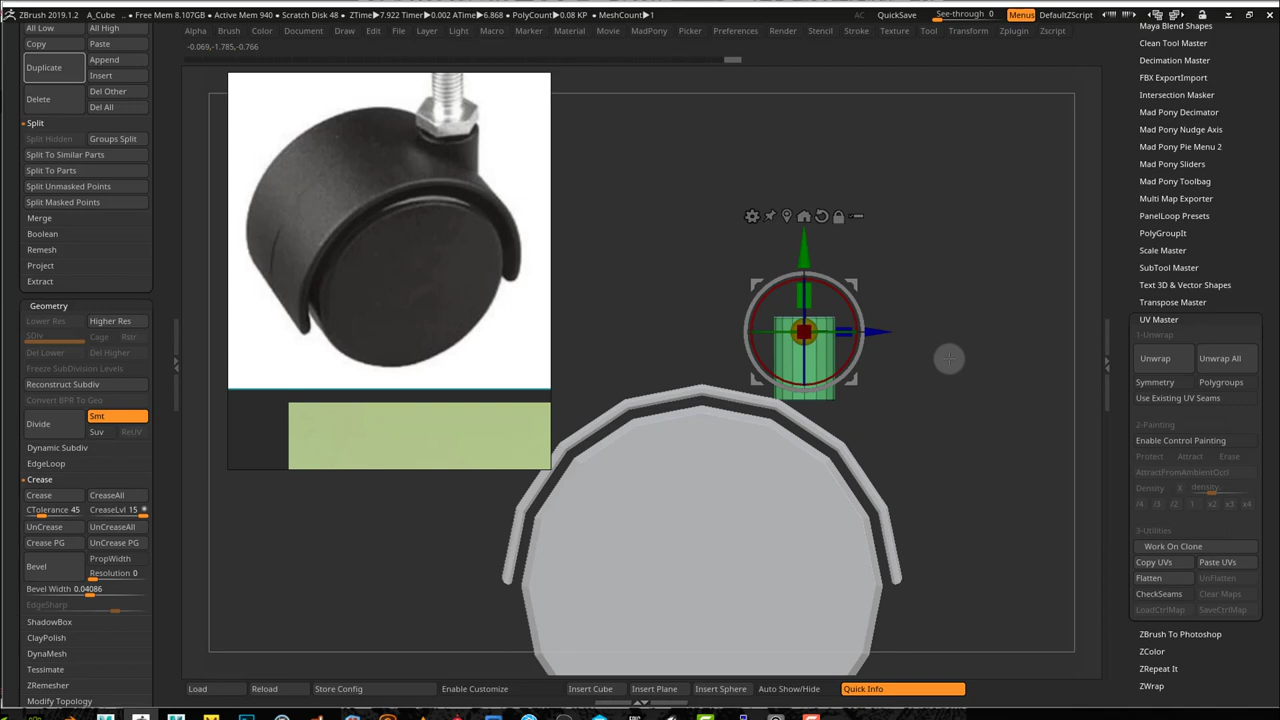 ZBrush 2019.1.2 A_Cube .. • Free Mem 8.107GB • Active Mem 940 • Scratch Disk 48 • ZTime▶7.922 Timer▶0.002 ATime▶6.868 • PolyCount▶0.08 KP • MeshCount▶1 AC QuickSave See-through 0 Menus DefaultZScript
Alpha Brush Color Document Draw Edit File Layer Light Macro Marker Material Movie MadPony Picker Preferences Render Stencil Stroke Texture Tool Transform Zplugin Zscript
-0.069,-1.785,-0.766
All Low All High
Copy Paste
Duplicate Append
Insert
Delete Del Other
Del All
Split
Split Hidden Groups Split
Split To Similar Parts
Split To Parts
Split Unmasked Points
Split Masked Points
Merge
Boolean
Remesh
Project
Extract
Geometry
Lower Res Higher Res
SDiv Cage Rstr
Del Lower Del Higher
Freeze SubDivision Levels
Reconstruct Subdiv
Convert BPR To Geo
Divide Smt
Suv ReUV
Dynamic Subdiv
EdgeLoop
Crease
Crease CreaseAll
CTolerance 45 CreaseLvl 15
UnCrease UnCreaseAll
Crease PG UnCrease PG
Bevel PropWidth
Resolution 0
Bevel Width 0.04086
EdgeSharp
ShadowBox
ClayPolish
DynaMesh
Tessimate
ZRemesher
Modify Topology
Load Reload Store Config Enable Customize Insert Cube Insert Plane Insert Sphere Auto Show/Hide Quick Info
Maya Blend Shapes
Clean Tool Master
Decimation Master
FBX ExportImport
Intersection Masker
Mad Pony Decimator
Mad Pony Nudge Axis
Mad Pony Pie Menu 2
Mad Pony Sliders
Mad Pony Toolbag
Multi Map Exporter
PanelLoop Presets
PolyGroupIt
Scale Master
SubTool Master
Text 3D & Vector Shapes
Transpose Master
UV Master
1-Unwrap
Unwrap Unwrap All
Symmetry Polygroups
Use Existing UV Seams
2-Painting
Enable Control Painting
Protect Attract Erase
AttractFromAmbientOccl
Density X density.
/4 /3 /2 1 x2 x3 x4
3-Utilities
Work On Clone
Copy UVs Paste UVs
Flatten UnFlatten
CheckSeams Clear Maps
LoadCtrlMap SaveCtrlMap
ZBrush To Photoshop
ZColor
ZRepeat It
ZWrap